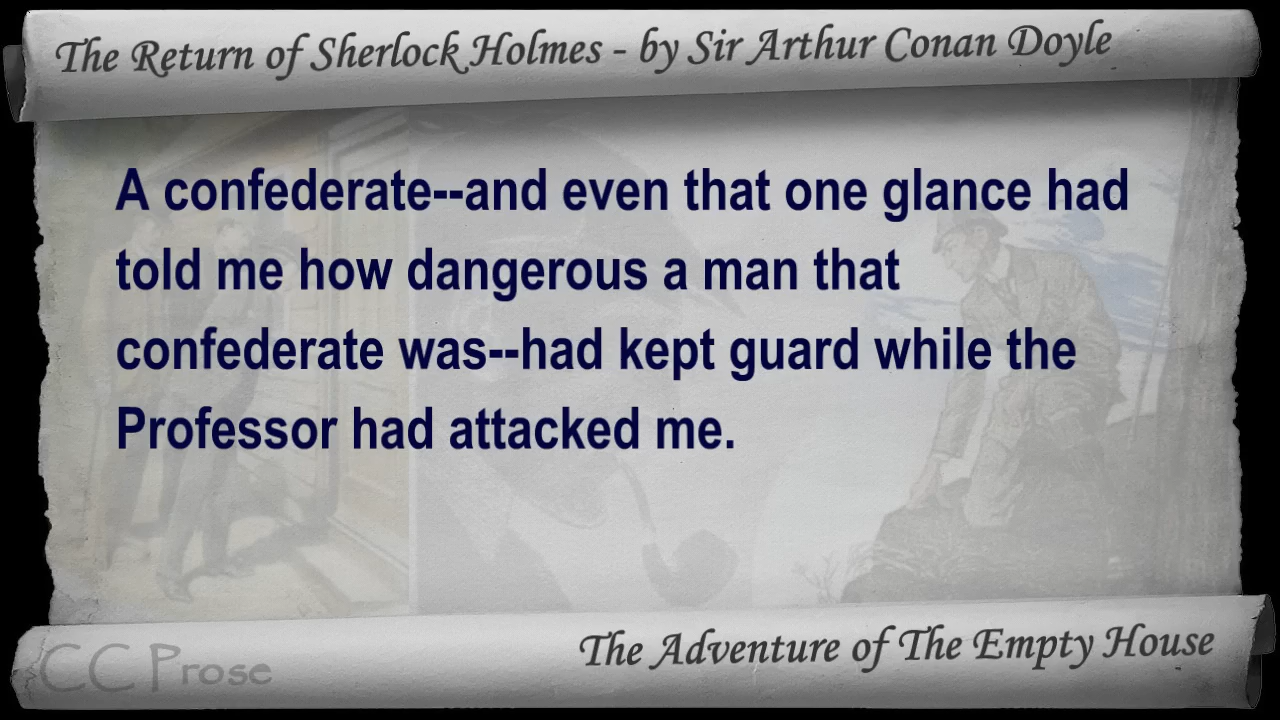 The Return of Sherlock Holmes - by Sir Arthur Conan Doyle
A confederate--and even that one glance had
told me how dangerous a man that
confederate was--had kept guard while the
Professor had attacked me.
The Adventure of The Empty House
CC Prose